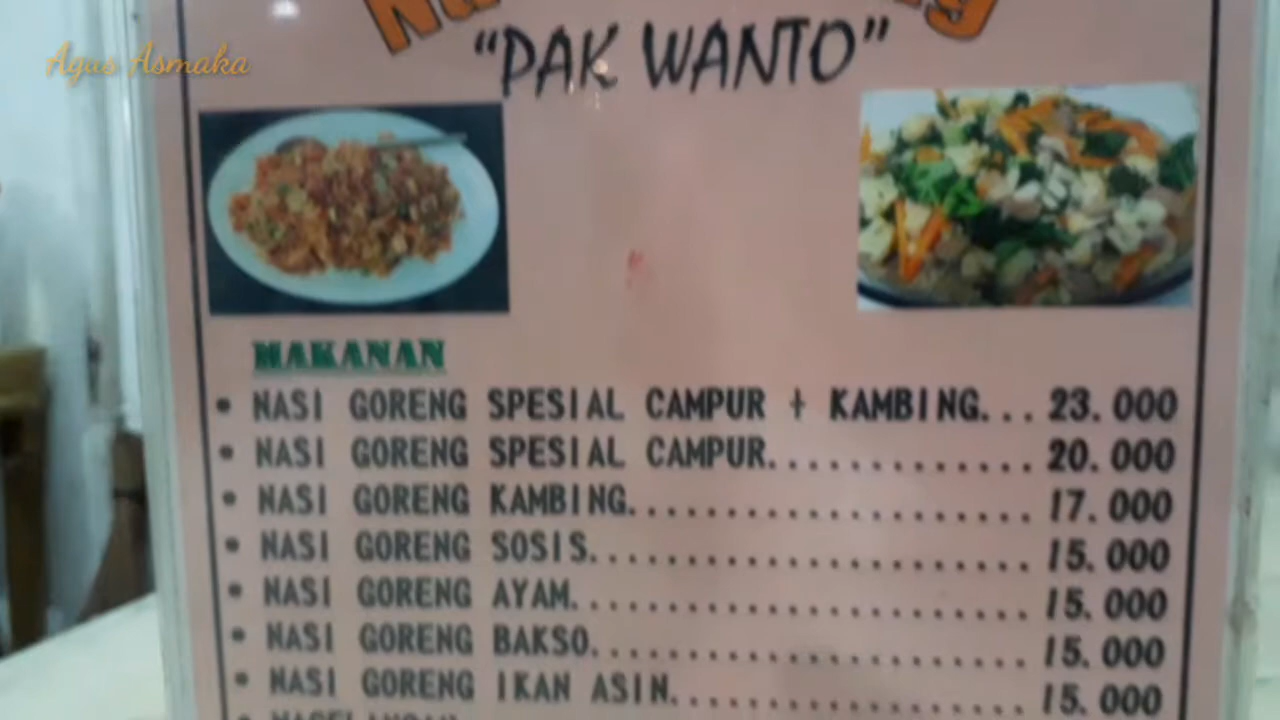 Agus Asmaka
"PAK WANTO"
MAKANAN
• NASI GORENG SPESIAL CAMPUR + KAMBING... 23.000
• NASI GORENG SPESIAL CAMPUR............. 20.000
• NASI GORENG KAMBING..................... 17.000
• NASI GORENG SOSIS....................... 15.000
• NASI GORENG AYAM........................ 15.000
• NASI GORENG BAKSO....................... 15.000
• NASI GORENG IKAN ASIN................... 15.000